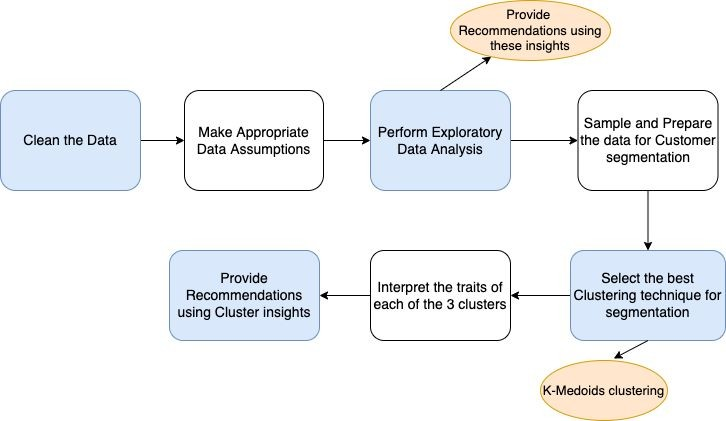 Provide
Recommendations using
these insights
Clean the Data
Make Appropriate
Data Assumptions
Perform Exploratory
Data Analysis
Sample and Prepare
the data for Customer
segmentation
Select the best
Clustering technique for
segmentation
Interpret the traits of
each of the 3 clusters
Provide
Recommendations
using Cluster insights
K-Medoids clustering